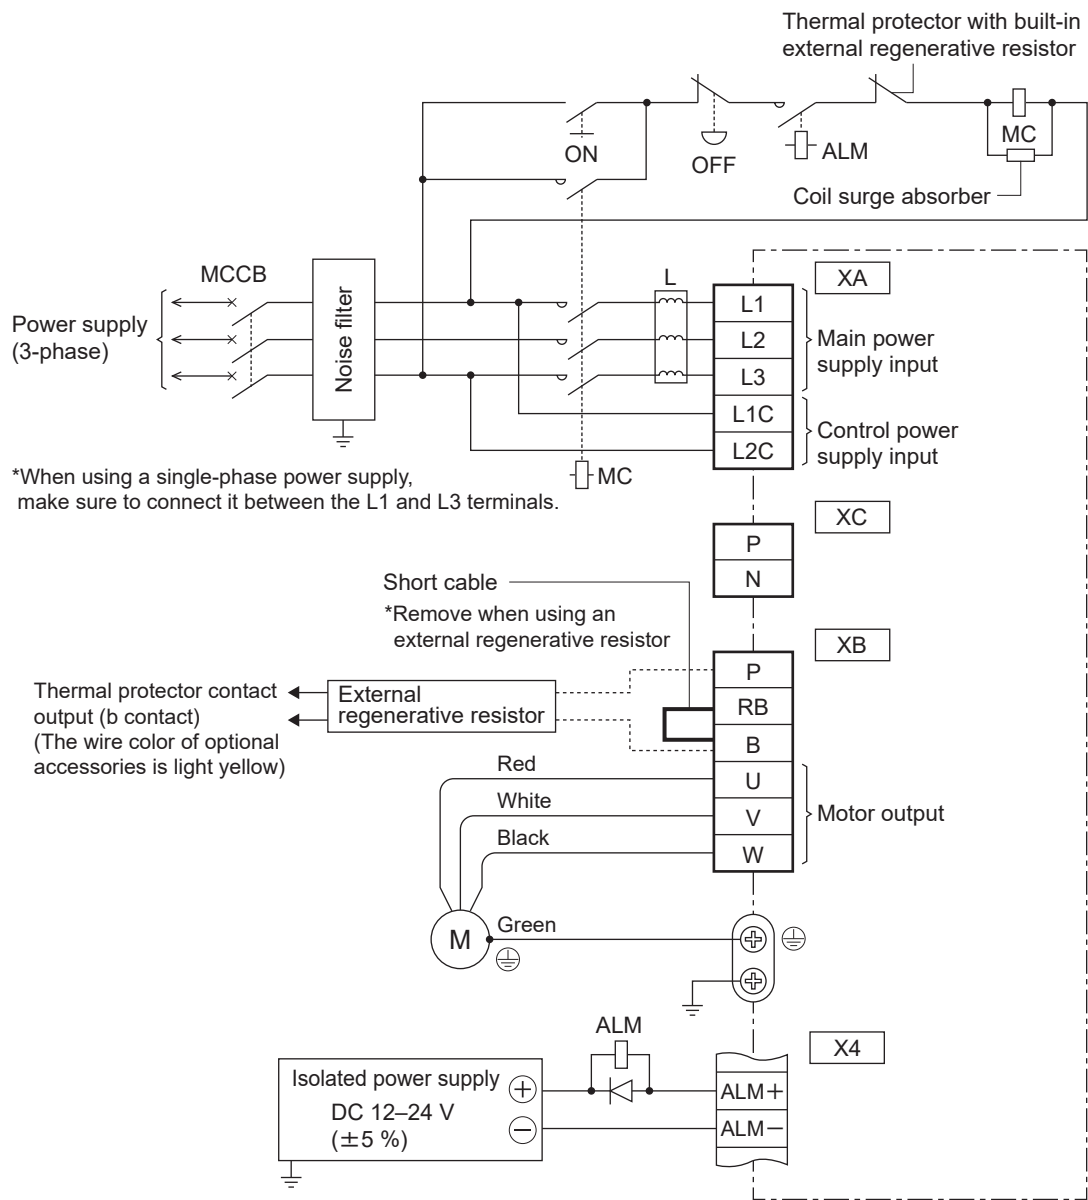 Thermal protector with built-in
external regenerative resistor
ON
OFF
ALM
MC
Coil surge absorber
MCCB
Power supply
(3-phase)
Noise filter
L
XA
L1
L2
L3
L1C
L2C
Main power
supply input
Control power
supply input
MC
*When using a single-phase power supply,
make sure to connect it between the L1 and L3 terminals.
XC
P
N
Short cable
*Remove when using an
external regenerative resistor
XB
P
RB
B
U
V
W
Thermal protector contact
output (b contact)
(The wire color of optional
accessories is light yellow)
External
regenerative resistor
Red
White
Black
Motor output
M
Green
ALM
X4
Isolated power supply
DC 12–24 V
(±5 %)
+
−
ALM+
ALM−